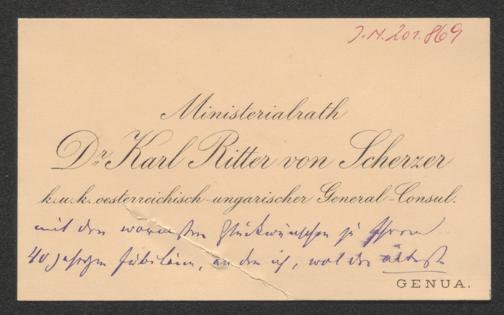 J.N. 201.869
Ministerialrath
Dr. Karl Ritter von Scherzer
k. u. k. oesterreichisch-ungarischer General-Consul.
mit den wärmsten Glückwünschen zu Ihrem
40 jährigen Jubiläum, an dem ich, wol der älteste
GENUA.